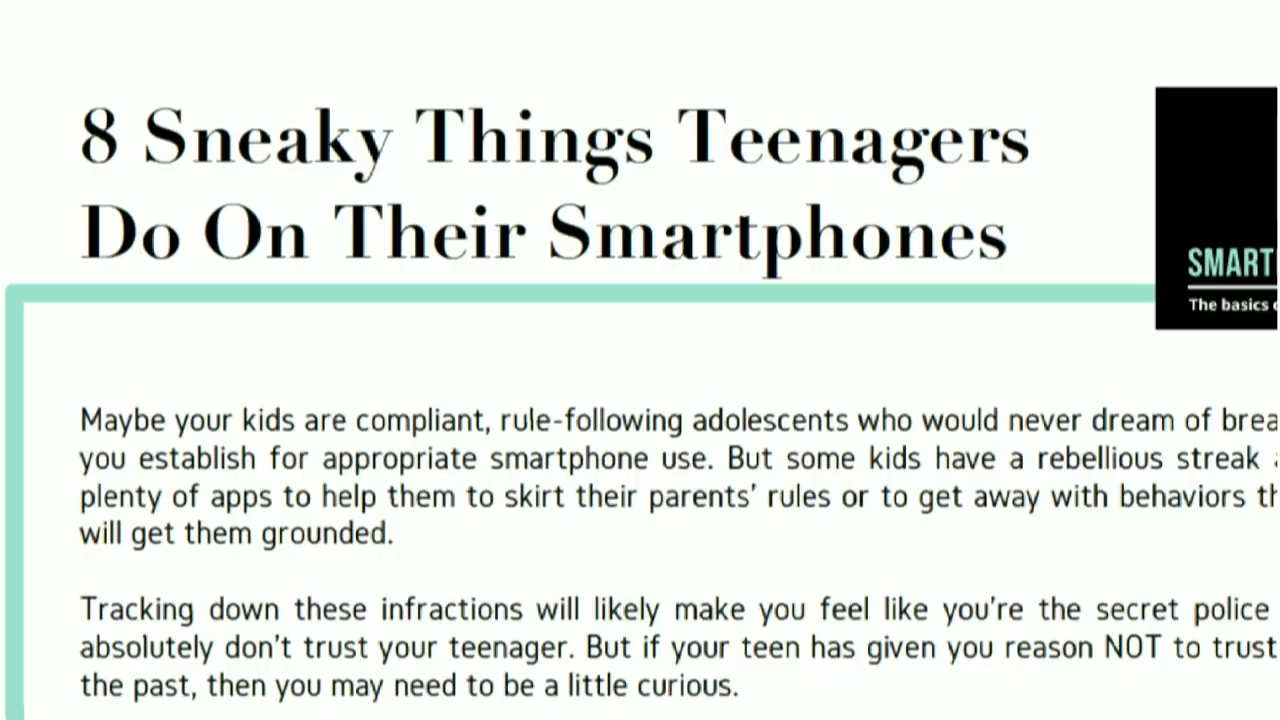 8 Sneaky Things Teenagers
Do On Their Smartphones
SMART
The basics
Maybe your kids are compliant, rule-following adolescents who would never dream of
you establish for appropriate smartphone use. But some kids have a rebellious streak
plenty of apps to help them to skirt their parents' rules or to get away with behaviors
will get them grounded.
Tracking down these infractions will likely make you feel like you're the secret police
absolutely don't trust your teenager. But if your teen has given you reason NOT to trust
the past, then you may need to be a little curious.